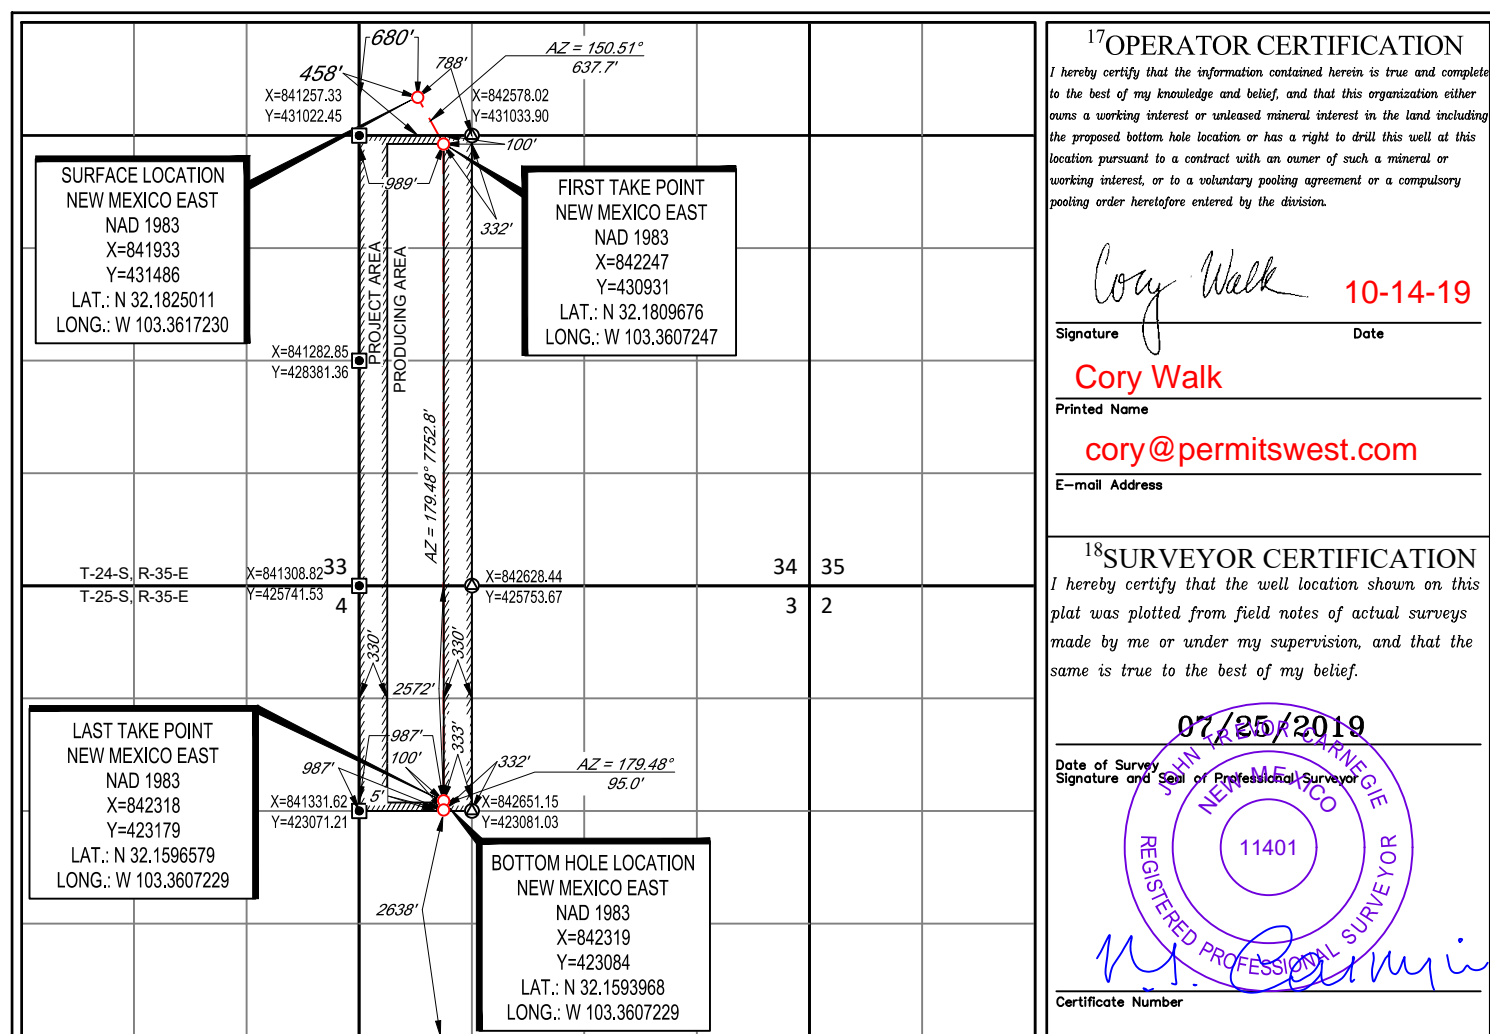 680'
AZ = 150.51°
637.7'
458'
788'
X=841257.33
Y=431022.45
X=842578.02
Y=431033.90
100'
989'
332'
SURFACE LOCATION
NEW MEXICO EAST
NAD 1983
X=841933
Y=431486
LAT.: N 32.1825011
LONG.: W 103.3617230
FIRST TAKE POINT
NEW MEXICO EAST
NAD 1983
X=842247
Y=430931
LAT.: N 32.1809676
LONG.: W 103.3607247
PROJECT AREA
PRODUCING AREA
X=841282.85
Y=428381.36
AZ = 179.48° 7752.8'
T-24-S, R-35-E
T-25-S, R-35-E
X=841308.82
Y=425741.53
33
4
X=842628.44
Y=425753.67
34 35
3 2
330'
330'
2572'
LAST TAKE POINT
NEW MEXICO EAST
NAD 1983
X=842318
Y=423179
LAT.: N 32.1596579
LONG.: W 103.3607229
987'
333'
100'
987'
332'
5'
AZ = 179.48°
95.0'
X=841331.62
Y=423071.21
X=842651.15
Y=423081.03
BOTTOM HOLE LOCATION
NEW MEXICO EAST
NAD 1983
X=842319
Y=423084
LAT.: N 32.1593968
LONG.: W 103.3607229
2638'
17OPERATOR CERTIFICATION
I hereby certify that the information contained herein is true and complete
to the best of my knowledge and belief, and that this organization either
owns a working interest or unleased mineral interest in the land including
the proposed bottom hole location or has a right to drill this well at this
location pursuant to a contract with an owner of such a mineral or
working interest, or to a voluntary pooling agreement or a compulsory
pooling order heretofore entered by the division.
Cory Walk 10-14-19
Signature Date
Cory Walk
Printed Name
cory@permitswest.com
E-mail Address
18SURVEYOR CERTIFICATION
I hereby certify that the well location shown on this
plat was plotted from field notes of actual surveys
made by me or under my supervision, and that the
same is true to the best of my belief.
07/25/2019
Date of Survey
Signature and Seal of Professional Surveyor
JOHN TREVOR CARNEGIE
NEW MEXICO
11401
REGISTERED PROFESSIONAL SURVEYOR
Certificate Number